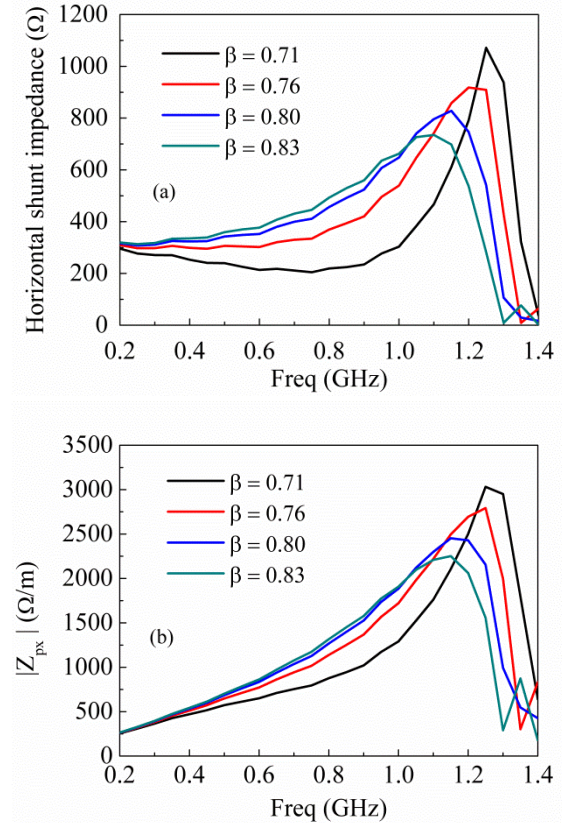 Horizontal shunt impedance (Ω)
1200
1000
800
600
400
200
0
β = 0.71
β = 0.76
β = 0.80
β = 0.83
(a)
0.2 0.4 0.6 0.8 1.0 1.2 1.4
Freq (GHz)
|Z_px| (Ω/m)
3500
3000
2500
2000
1500
1000
500
0
β = 0.71
β = 0.76
β = 0.80
β = 0.83
(b)
0.2 0.4 0.6 0.8 1.0 1.2 1.4
Freq (GHz)